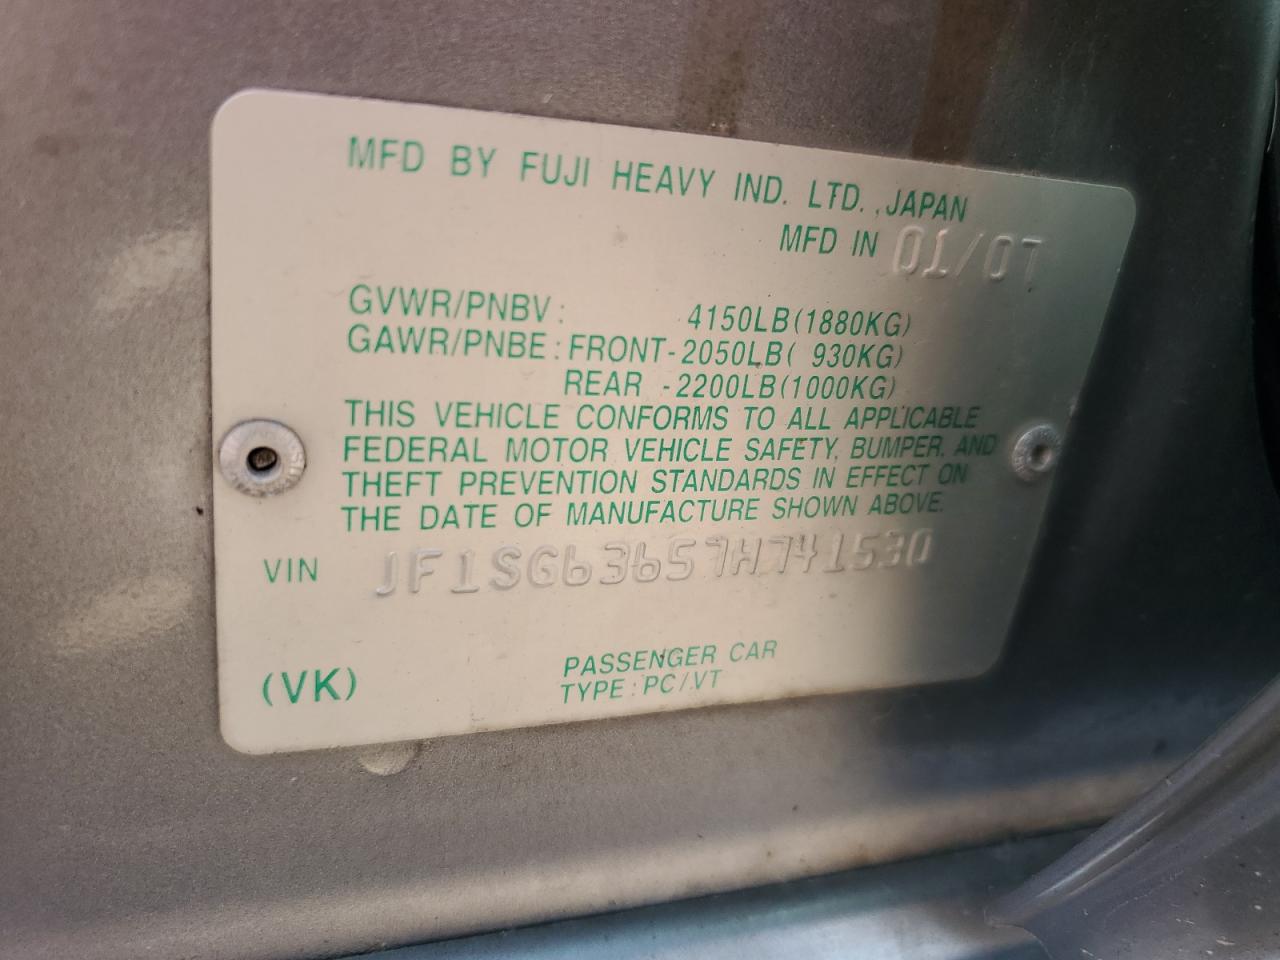 MFD BY FUJI HEAVY IND. LTD., JAPAN
MFD IN 01/07
GVWR/PNBV: 4150LB(1880KG)
GAWR/PNBE: FRONT-2050LB( 930KG)
REAR -2200LB(1000KG)
THIS VEHICLE CONFORMS TO ALL APPLICABLE
FEDERAL MOTOR VEHICLE SAFETY, BUMPER, AND
THEFT PREVENTION STANDARDS IN EFFECT ON
THE DATE OF MANUFACTURE SHOWN ABOVE.
VIN JF1SG63657H741530
PASSENGER CAR
(VK) TYPE: PC/VT